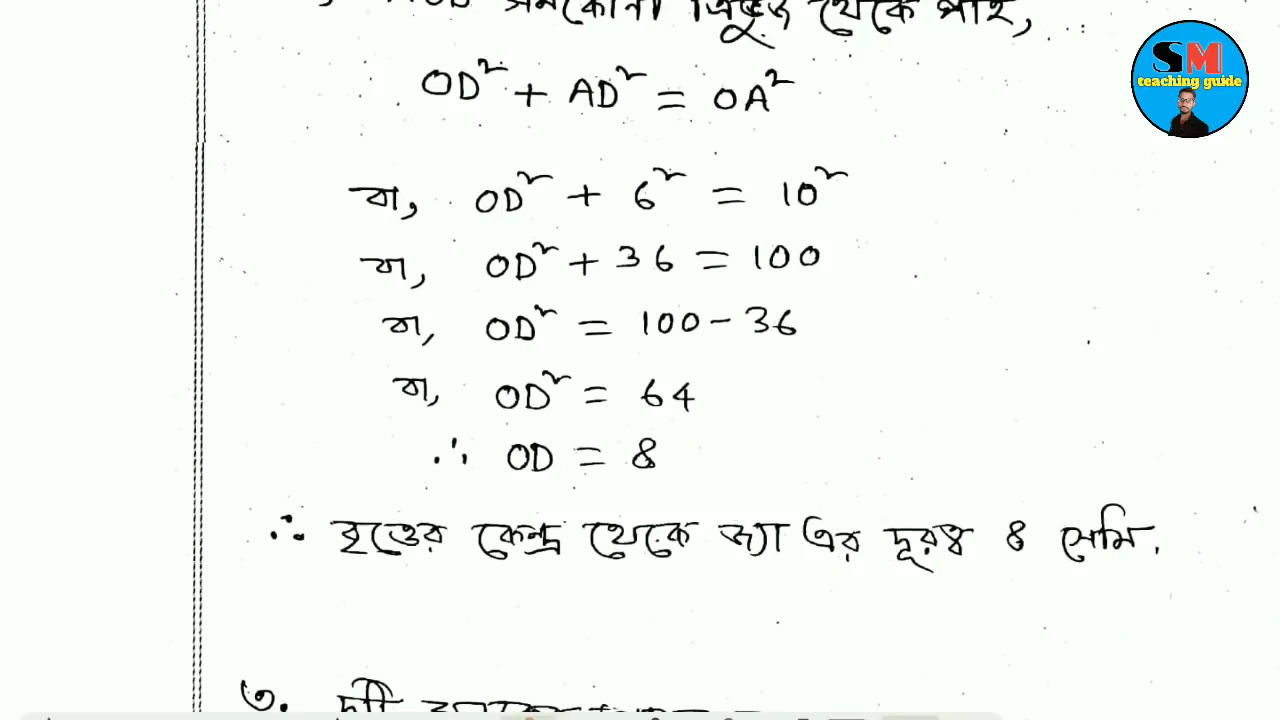 সমকোনী ত্রিভুজ থেকে পাই,
OD² + AD² = OA²
বা, OD² + 6² = 10²
বা, OD² + 36 = 100
বা, OD² = 100 - 36
বা, OD² = 64
∴ OD = 8
∴ বৃত্তের কেন্দ্র থেকে জ্যা এর দূরত্ব 8 সেমি.
৩.
SM
teaching guide